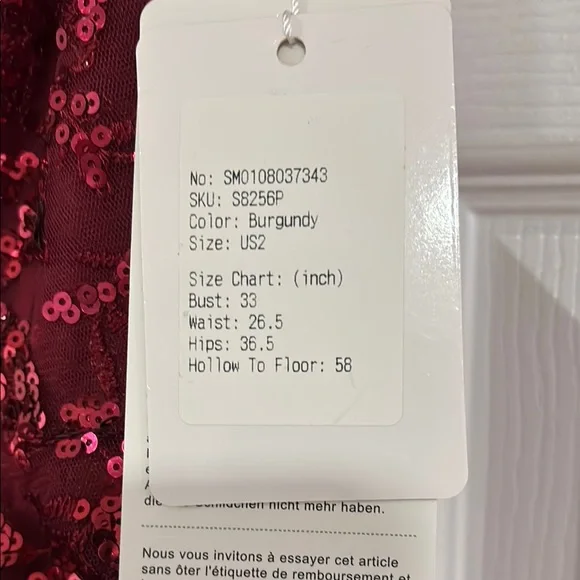 No: SM0108037343
SKU: S6256P
Color: Burgundy
Size: US2
Size Chart: (inch)
Bust: 33
Waist: 26.5
Hips: 36.5
Hollow To Floor: 58
nicht mehr haben.
Nous vous invitons à essayer cet article
sans ôter l'étiquette de remboursement et